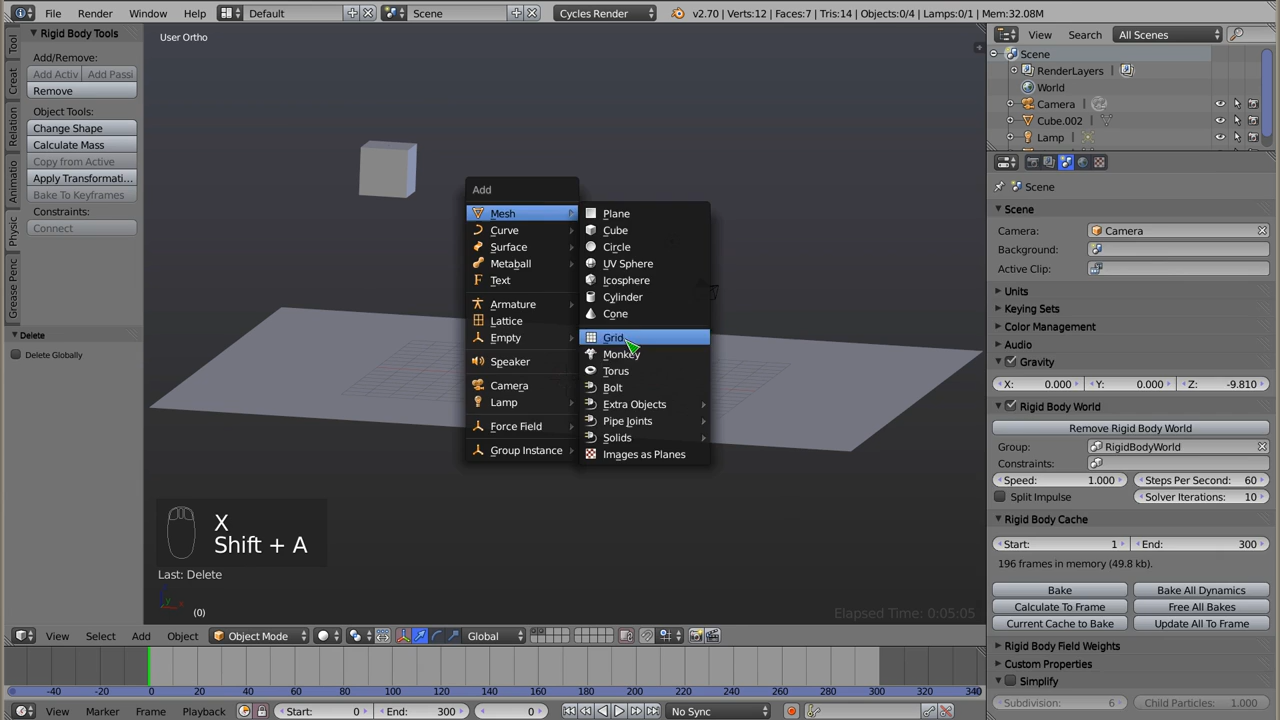 File Render Window Help Default Scene Cycles Render v2.70 | Verts:12 | Faces:7 | Tris:14 | Objects:0/4 | Lamps:0/1 | Mem:32.08M
Rigid Body Tools
Add/Remove:
Add Activ Add Passi
Remove
Object Tools:
Change Shape
Calculate Mass
Copy from Active
Apply Transformati...
Bake To Keyframes
Constraints:
Connect
Tool
Creat
Relation
Animatio
Physic
Grease Penc
Delete
Delete Globally
User Ortho
Add
Mesh
Curve
Surface
Metaball
Text
Armature
Lattice
Empty
Speaker
Camera
Lamp
Force Field
Group Instance
Plane
Cube
Circle
UV Sphere
Icosphere
Cylinder
Cone
Grid
Monkey
Torus
Bolt
Extra Objects
Pipe Joints
Solids
Images as Planes
X
Shift + A
Last: Delete
(0)
Elapsed Time: 0:05:05
View Select Add Object Object Mode Global
-40 -20 0 20 40 60 80 100 120 140 160 180 200 220 240 260 280 300 320 340
View Marker Frame Playback Start: 0 End: 300 0 No Sync
View Search All Scenes
Scene
RenderLayers
World
Camera
Cube.002
Lamp
Scene
Scene
Camera: Camera
Background:
Active Clip:
Units
Keying Sets
Color Management
Audio
Gravity
X: 0.000 Y: 0.000 Z: -9.810
Rigid Body World
Remove Rigid Body World
Group: RigidBodyWorld
Constraints:
Speed: 1.000 Steps Per Second: 60
Split Impulse Solver Iterations: 10
Rigid Body Cache
Start: 1 End: 300
196 frames in memory (49.8 kb).
Bake Bake All Dynamics
Calculate To Frame Free All Bakes
Current Cache to Bake Update All To Frame
Rigid Body Field Weights
Custom Properties
Simplify
Subdivision: 6 Child Particles: 1.000